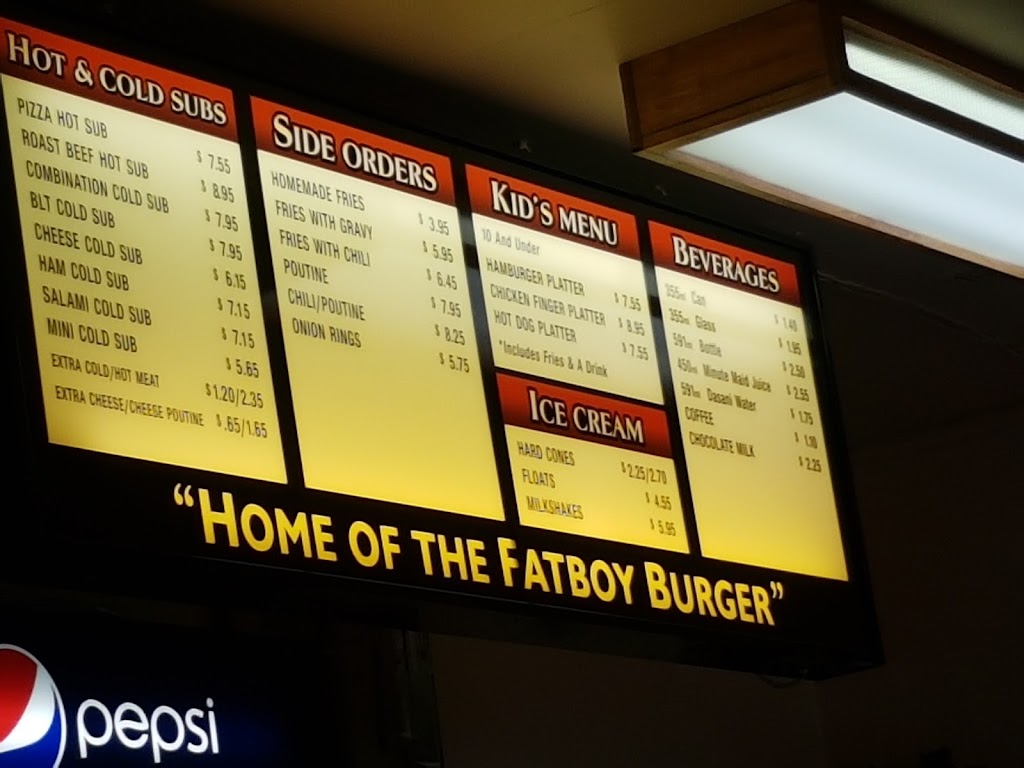 HOT & COLD SUBS
PIZZA HOT SUB $ 7.55
ROAST BEEF HOT SUB $ 8.95
COMBINATION COLD SUB $ 7.95
BLT COLD SUB $ 7.95
CHEESE COLD SUB $ 6.15
HAM COLD SUB $ 7.15
SALAMI COLD SUB $ 7.15
MINI COLD SUB $ 5.65
EXTRA COLD/HOT MEAT $1.20/2.35
EXTRA CHEESE/CHEESE POUTINE $ .65/1.65
SIDE ORDERS
HOMEMADE FRIES $ 3.95
FRIES WITH GRAVY $ 5.95
FRIES WITH CHILI $ 6.45
POUTINE $ 7.95
CHILI/POUTINE $ 8.25
ONION RINGS $ 5.75
KID'S MENU
10 And Under
HAMBURGER PLATTER $ 7.55
CHICKEN FINGER PLATTER $ 8.95
HOT DOG PLATTER $ 7.55
*Includes Fries & A Drink
ICE CREAM
HARD CONES $2.25/2.70
FLOATS $ 4.55
MILKSHAKES $ 5.95
BEVERAGES
355ml Can $ 1.40
355ml Glass $ 1.95
591ml Bottle $ 2.50
450ml Minute Maid Juice $ 2.55
591ml Dasani Water $ 1.75
COFFEE $ 1.10
CHOCOLATE MILK $ 2.25
"HOME OF THE FATBOY BURGER"
pepsi